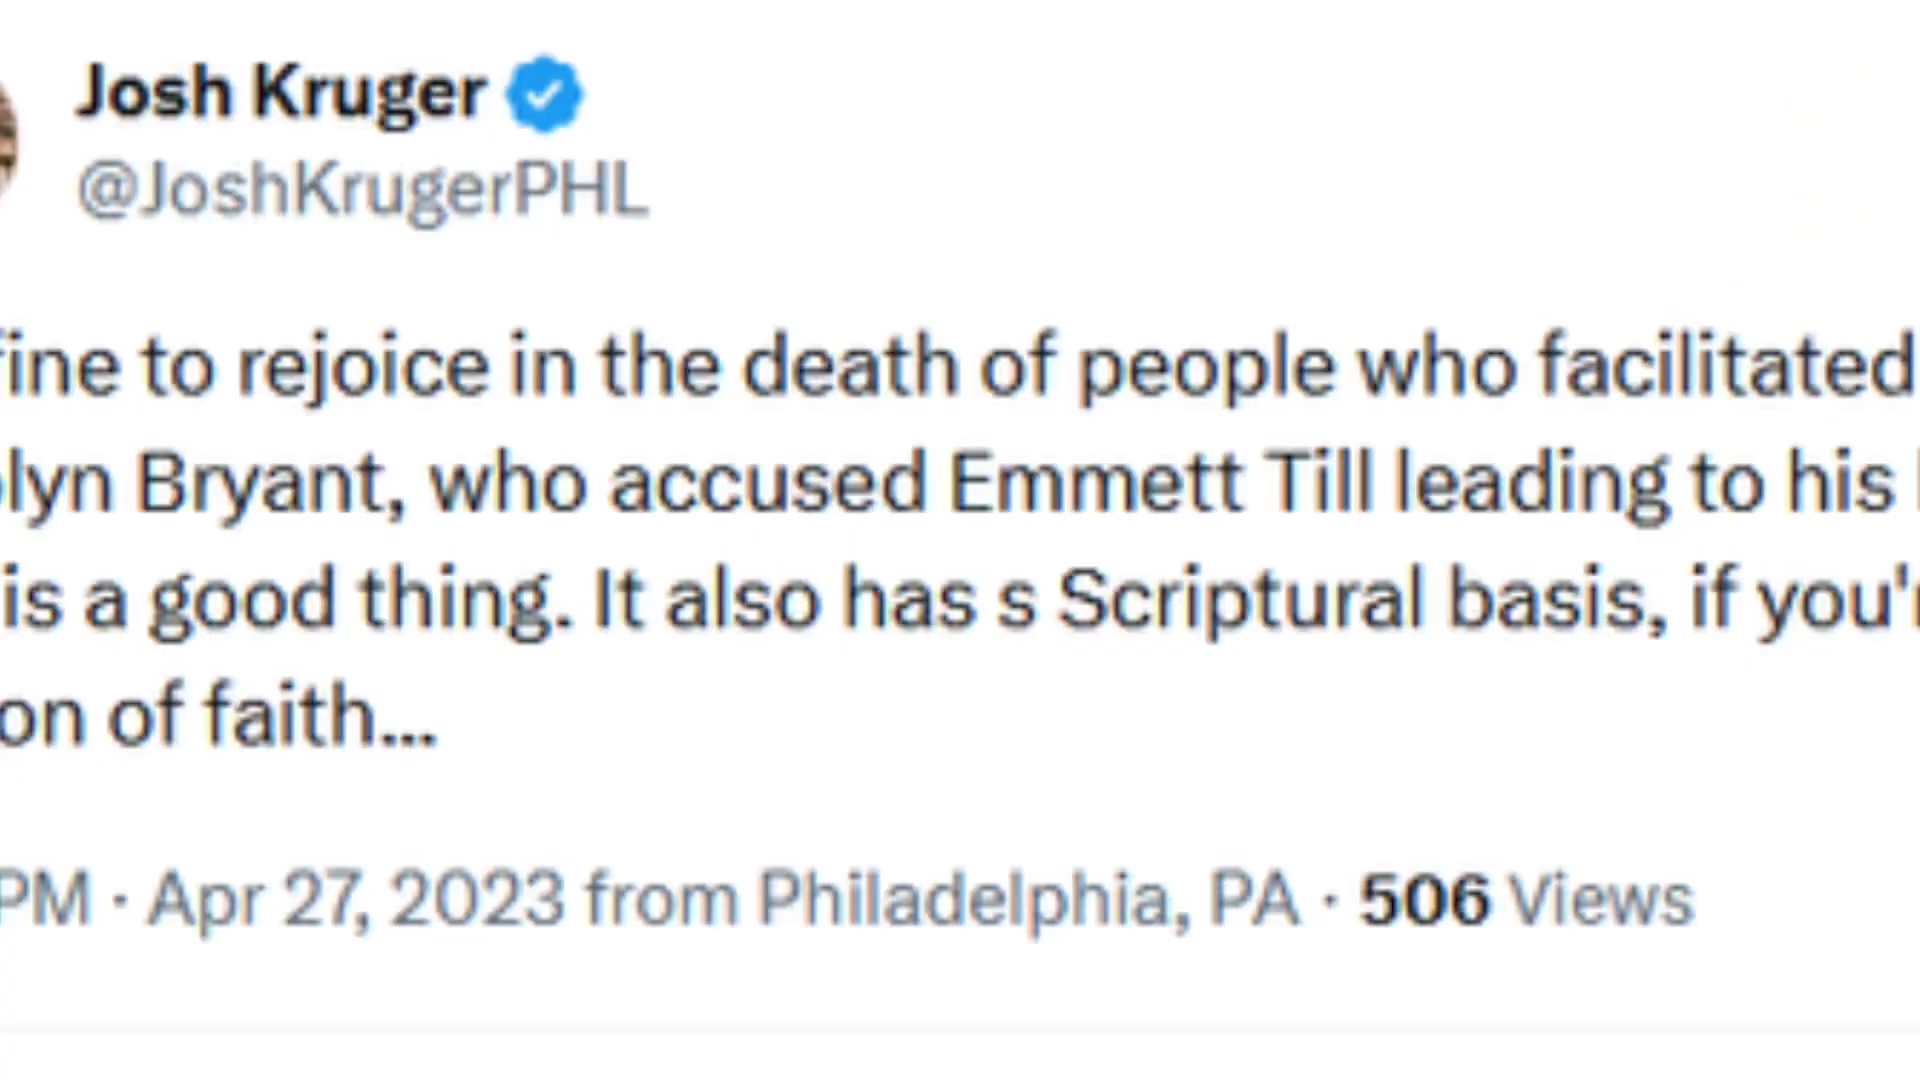 Josh Kruger
@JoshKrugerPHL
fine to rejoice in the death of people who facilitated
lyn Bryant, who accused Emmett Till leading to his
is a good thing. It also has s Scriptural basis, if you'r
on of faith...
PM · Apr 27, 2023 from Philadelphia, PA · 506 Views